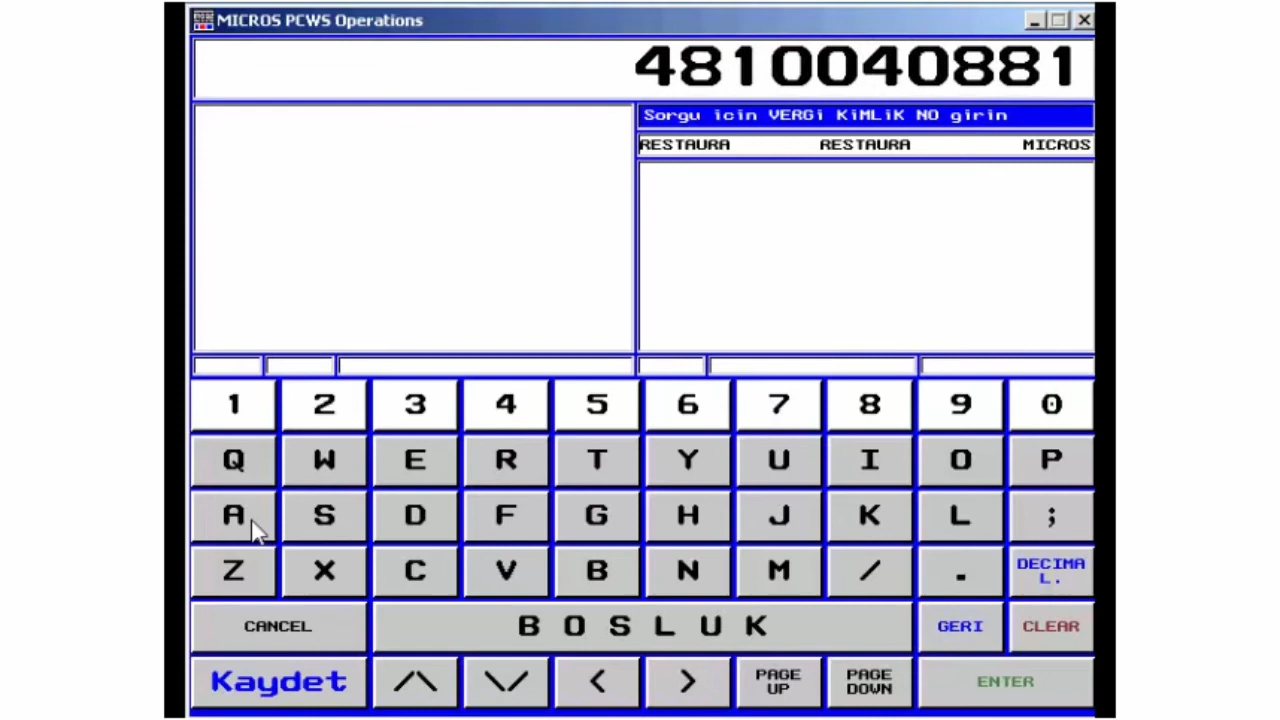 MICROS PCWS Operations
4810040881
Sorgu icin VERGi KiMLiK NO girin
RESTAURA RESTAURA MICROS
1 2 3 4 5 6 7 8 9 0
Q W E R T Y U I O P
A S D F G H J K L ;
Z X C V B N M / . DECIMA
L.
CANCEL B O S L U K GERI CLEAR
Kaydet /\ \/ < > PAGE UP PAGE DOWN ENTER